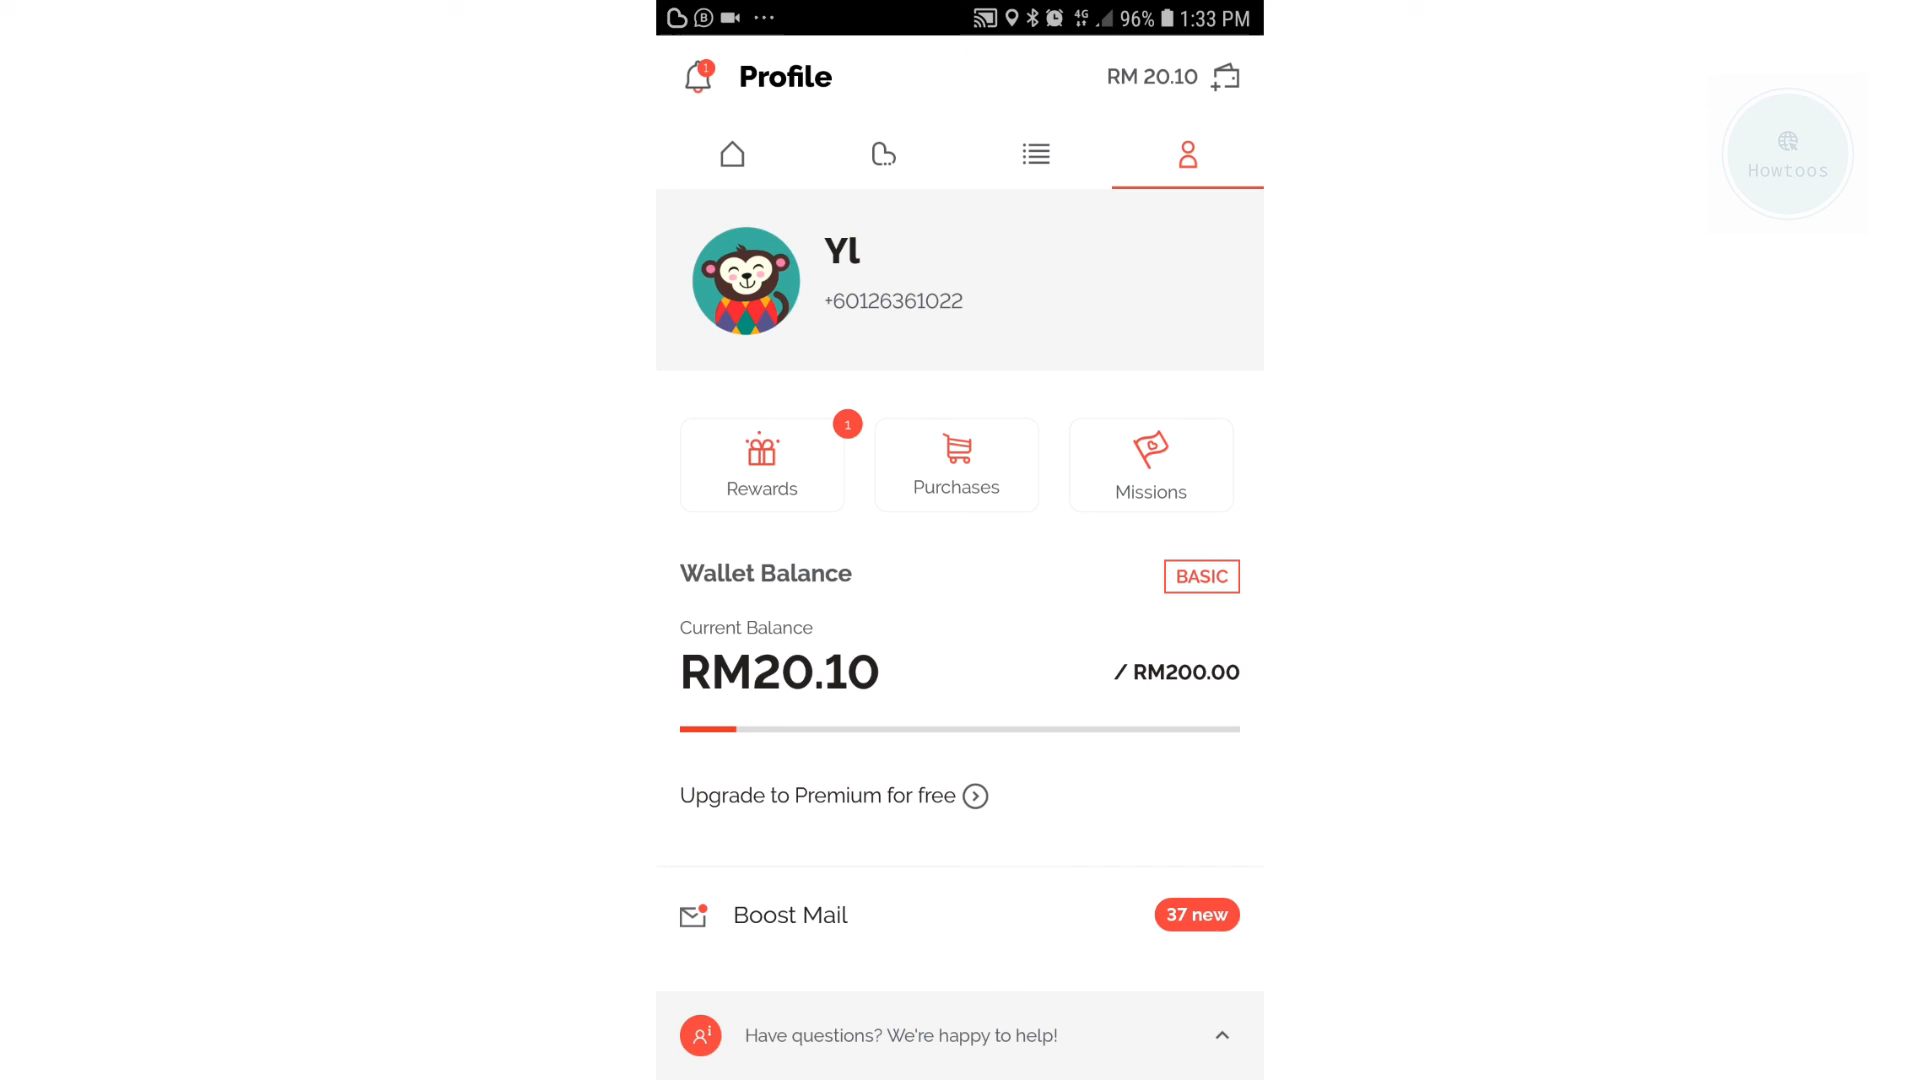 B
4G 96% 1:33 PM
1
Profile
RM 20.10
Howtoos
Yl
+60126361022
1
Rewards
Purchases
Missions
Wallet Balance
BASIC
Current Balance
RM20.10
/ RM200.00
Upgrade to Premium for free
Boost Mail
37 new
Have questions? We're happy to help!